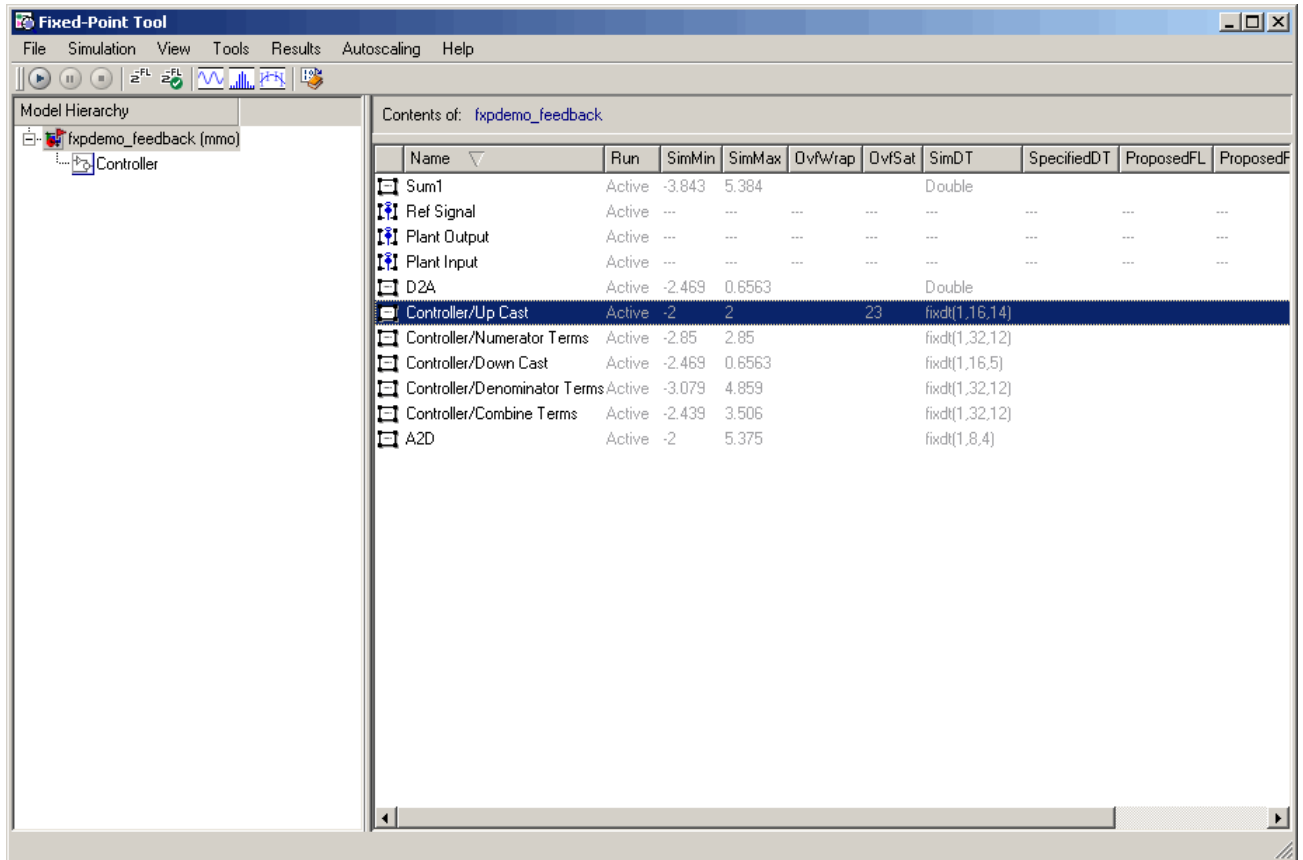 Fixed-Point Tool
File Simulation View Tools Results Autoscaling Help
Model Hierarchy
Contents of: fxpdemo_feedback
fxpdemo_feedback (mmo)
Controller
Name Run SimMin SimMax OvfWrap OvfSat SimDT SpecifiedDT ProposedFL ProposedF
Sum1 Active -3.843 5.384 Double
Ref Signal Active --- --- --- --- --- --- --- ---
Plant Output Active --- --- --- --- --- --- --- ---
Plant Input Active --- --- --- --- --- --- --- ---
D2A Active -2.469 0.6563 Double
Controller/Up Cast Active -2 2 23 fixdt(1,16,14)
Controller/Numerator Terms Active -2.85 2.85 fixdt(1,32,12)
Controller/Down Cast Active -2.469 0.6563 fixdt(1,16,5)
Controller/Denominator Terms Active -3.079 4.859 fixdt(1,32,12)
Controller/Combine Terms Active -2.439 3.506 fixdt(1,32,12)
A2D Active -2 5.375 fixdt(1,8,4)